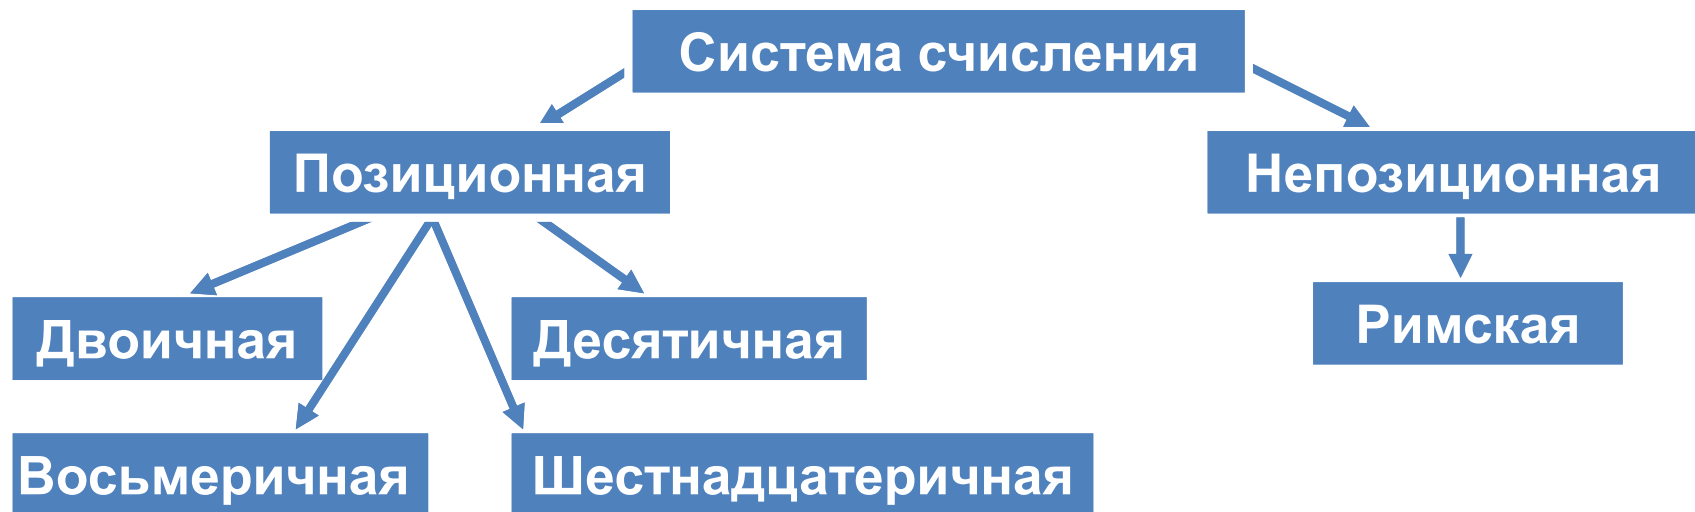 Система счисления
Позиционная
Непозиционная
Двоичная
Десятичная
Римская
Восьмеричная
Шестнадцатеричная